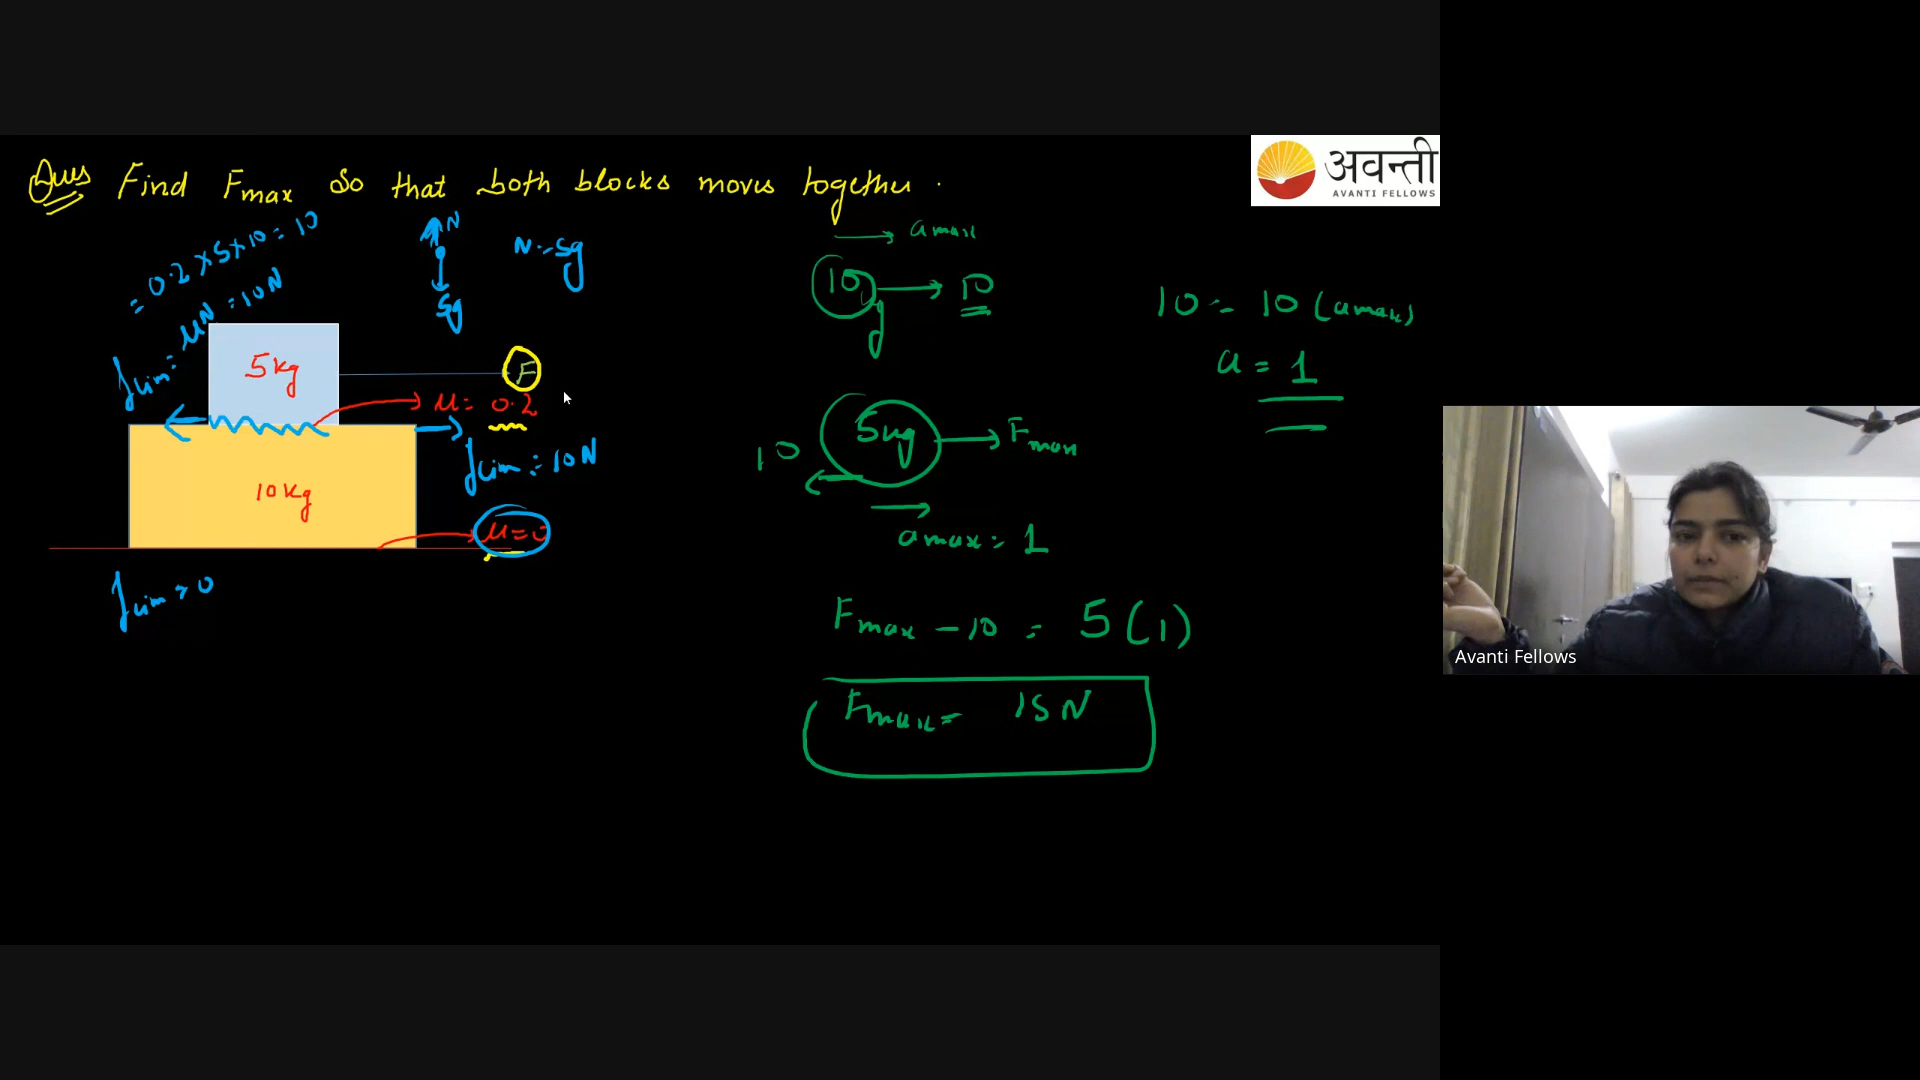 Ques Find Fmax So that both blocks moves together.
अवन्ती
AVANTI FELLOWS
= 0.2 × 5 × 10 = 10
flim = μN = 10N
N
5g
N = 5g
5kg
F
μ = 0.2
flim = 10N
10kg
μ = 0
flim = 0
amax
10g
10
10 = 10 (amax)
a = 1
10
5kg
Fmax
amax = 1
Fmax - 10 = 5(1)
Fmax = 15N
Avanti Fellows